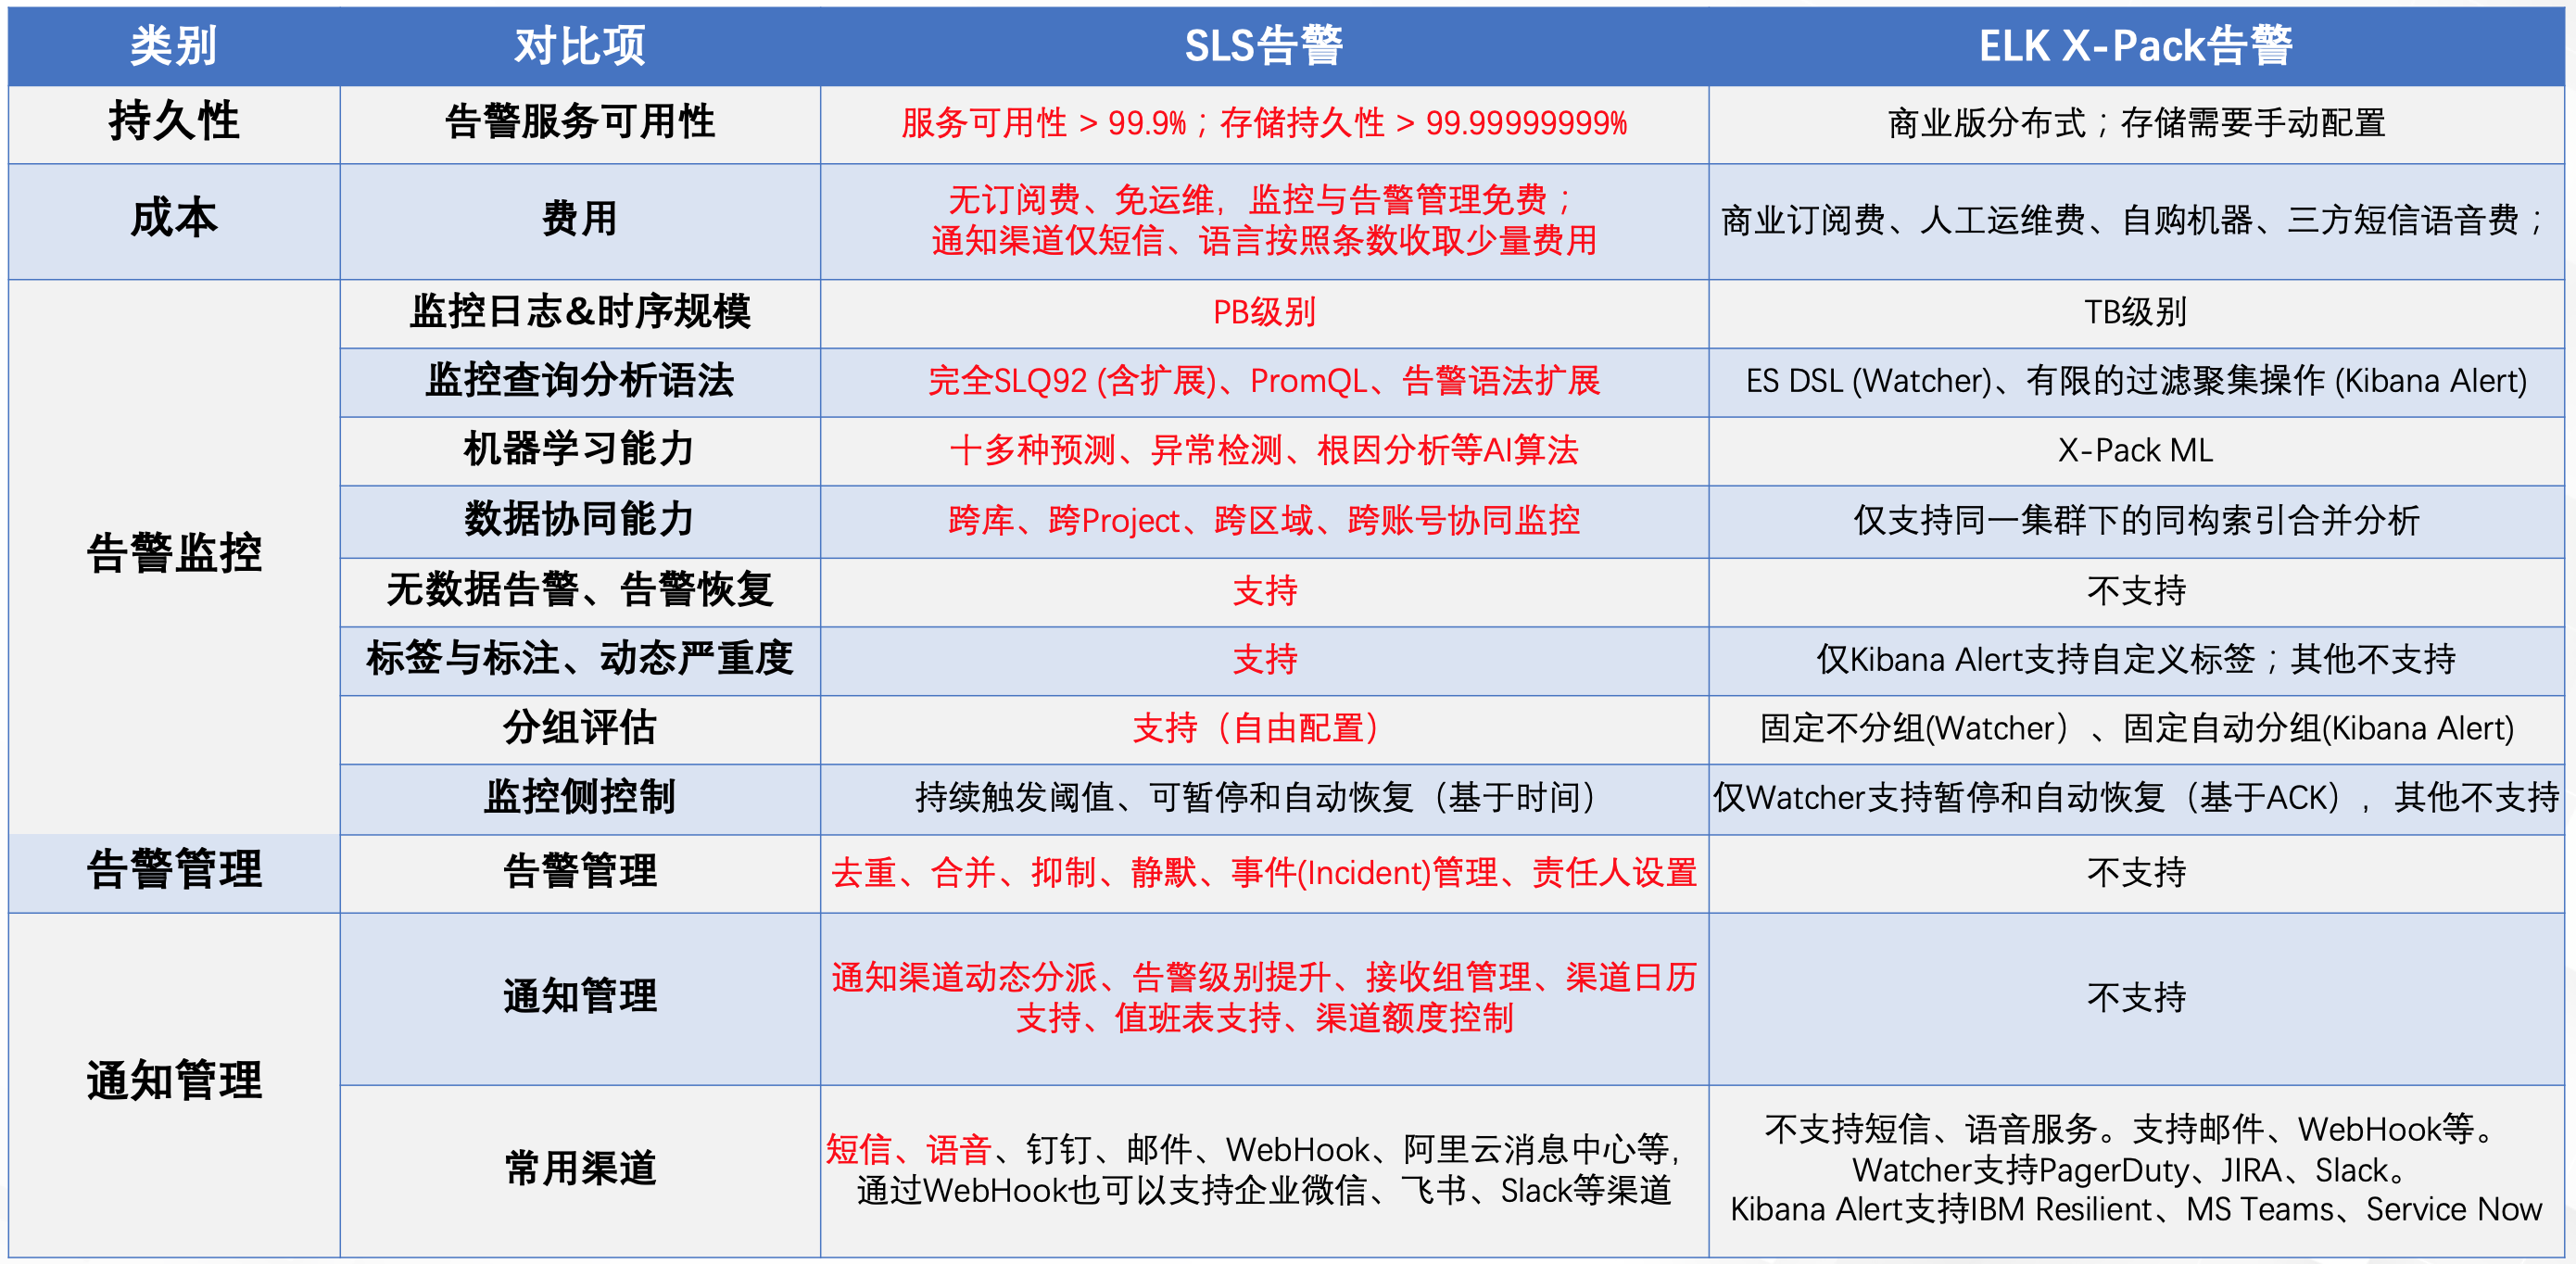 类别 对比项 SLS告警 ELK X-Pack告警
持久性 告警服务可用性 服务可用性 > 99.9%；存储持久性 > 99.99999999% 商业版分布式；存储需要手动配置
成本 费用 无订阅费、免运维，监控与告警管理免费；
通知渠道仅短信、语言按照条数收取少量费用 商业订阅费、人工运维费、自购机器、三方短信语音费；
告警监控 监控日志&时序规模 PB级别 TB级别
监控查询分析语法 完全SLQ92 (含扩展)、PromQL、告警语法扩展 ES DSL (Watcher)、有限的过滤聚集操作 (Kibana Alert)
机器学习能力 十多种预测、异常检测、根因分析等AI算法 X-Pack ML
数据协同能力 跨库、跨Project、跨区域、跨账号协同监控 仅支持同一集群下的同构索引合并分析
无数据告警、告警恢复 支持 不支持
标签与标注、动态严重度 支持 仅Kibana Alert支持自定义标签；其他不支持
分组评估 支持（自由配置） 固定不分组(Watcher）、固定自动分组(Kibana Alert)
监控侧控制 持续触发阈值、可暂停和自动恢复（基于时间） 仅Watcher支持暂停和自动恢复（基于ACK），其他不支持
告警管理 告警管理 去重、合并、抑制、静默、事件(Incident)管理、责任人设置 不支持
通知管理 通知管理 通知渠道动态分派、告警级别提升、接收组管理、渠道日历
支持、值班表支持、渠道额度控制 不支持
常用渠道 短信、语音、钉钉、邮件、WebHook、阿里云消息中心等，
通过WebHook也可以支持企业微信、飞书、Slack等渠道
不支持短信、语音服务。支持邮件、WebHook等。
Watcher支持PagerDuty、JIRA、Slack。
Kibana Alert支持IBM Resilient、MS Teams、Service Now